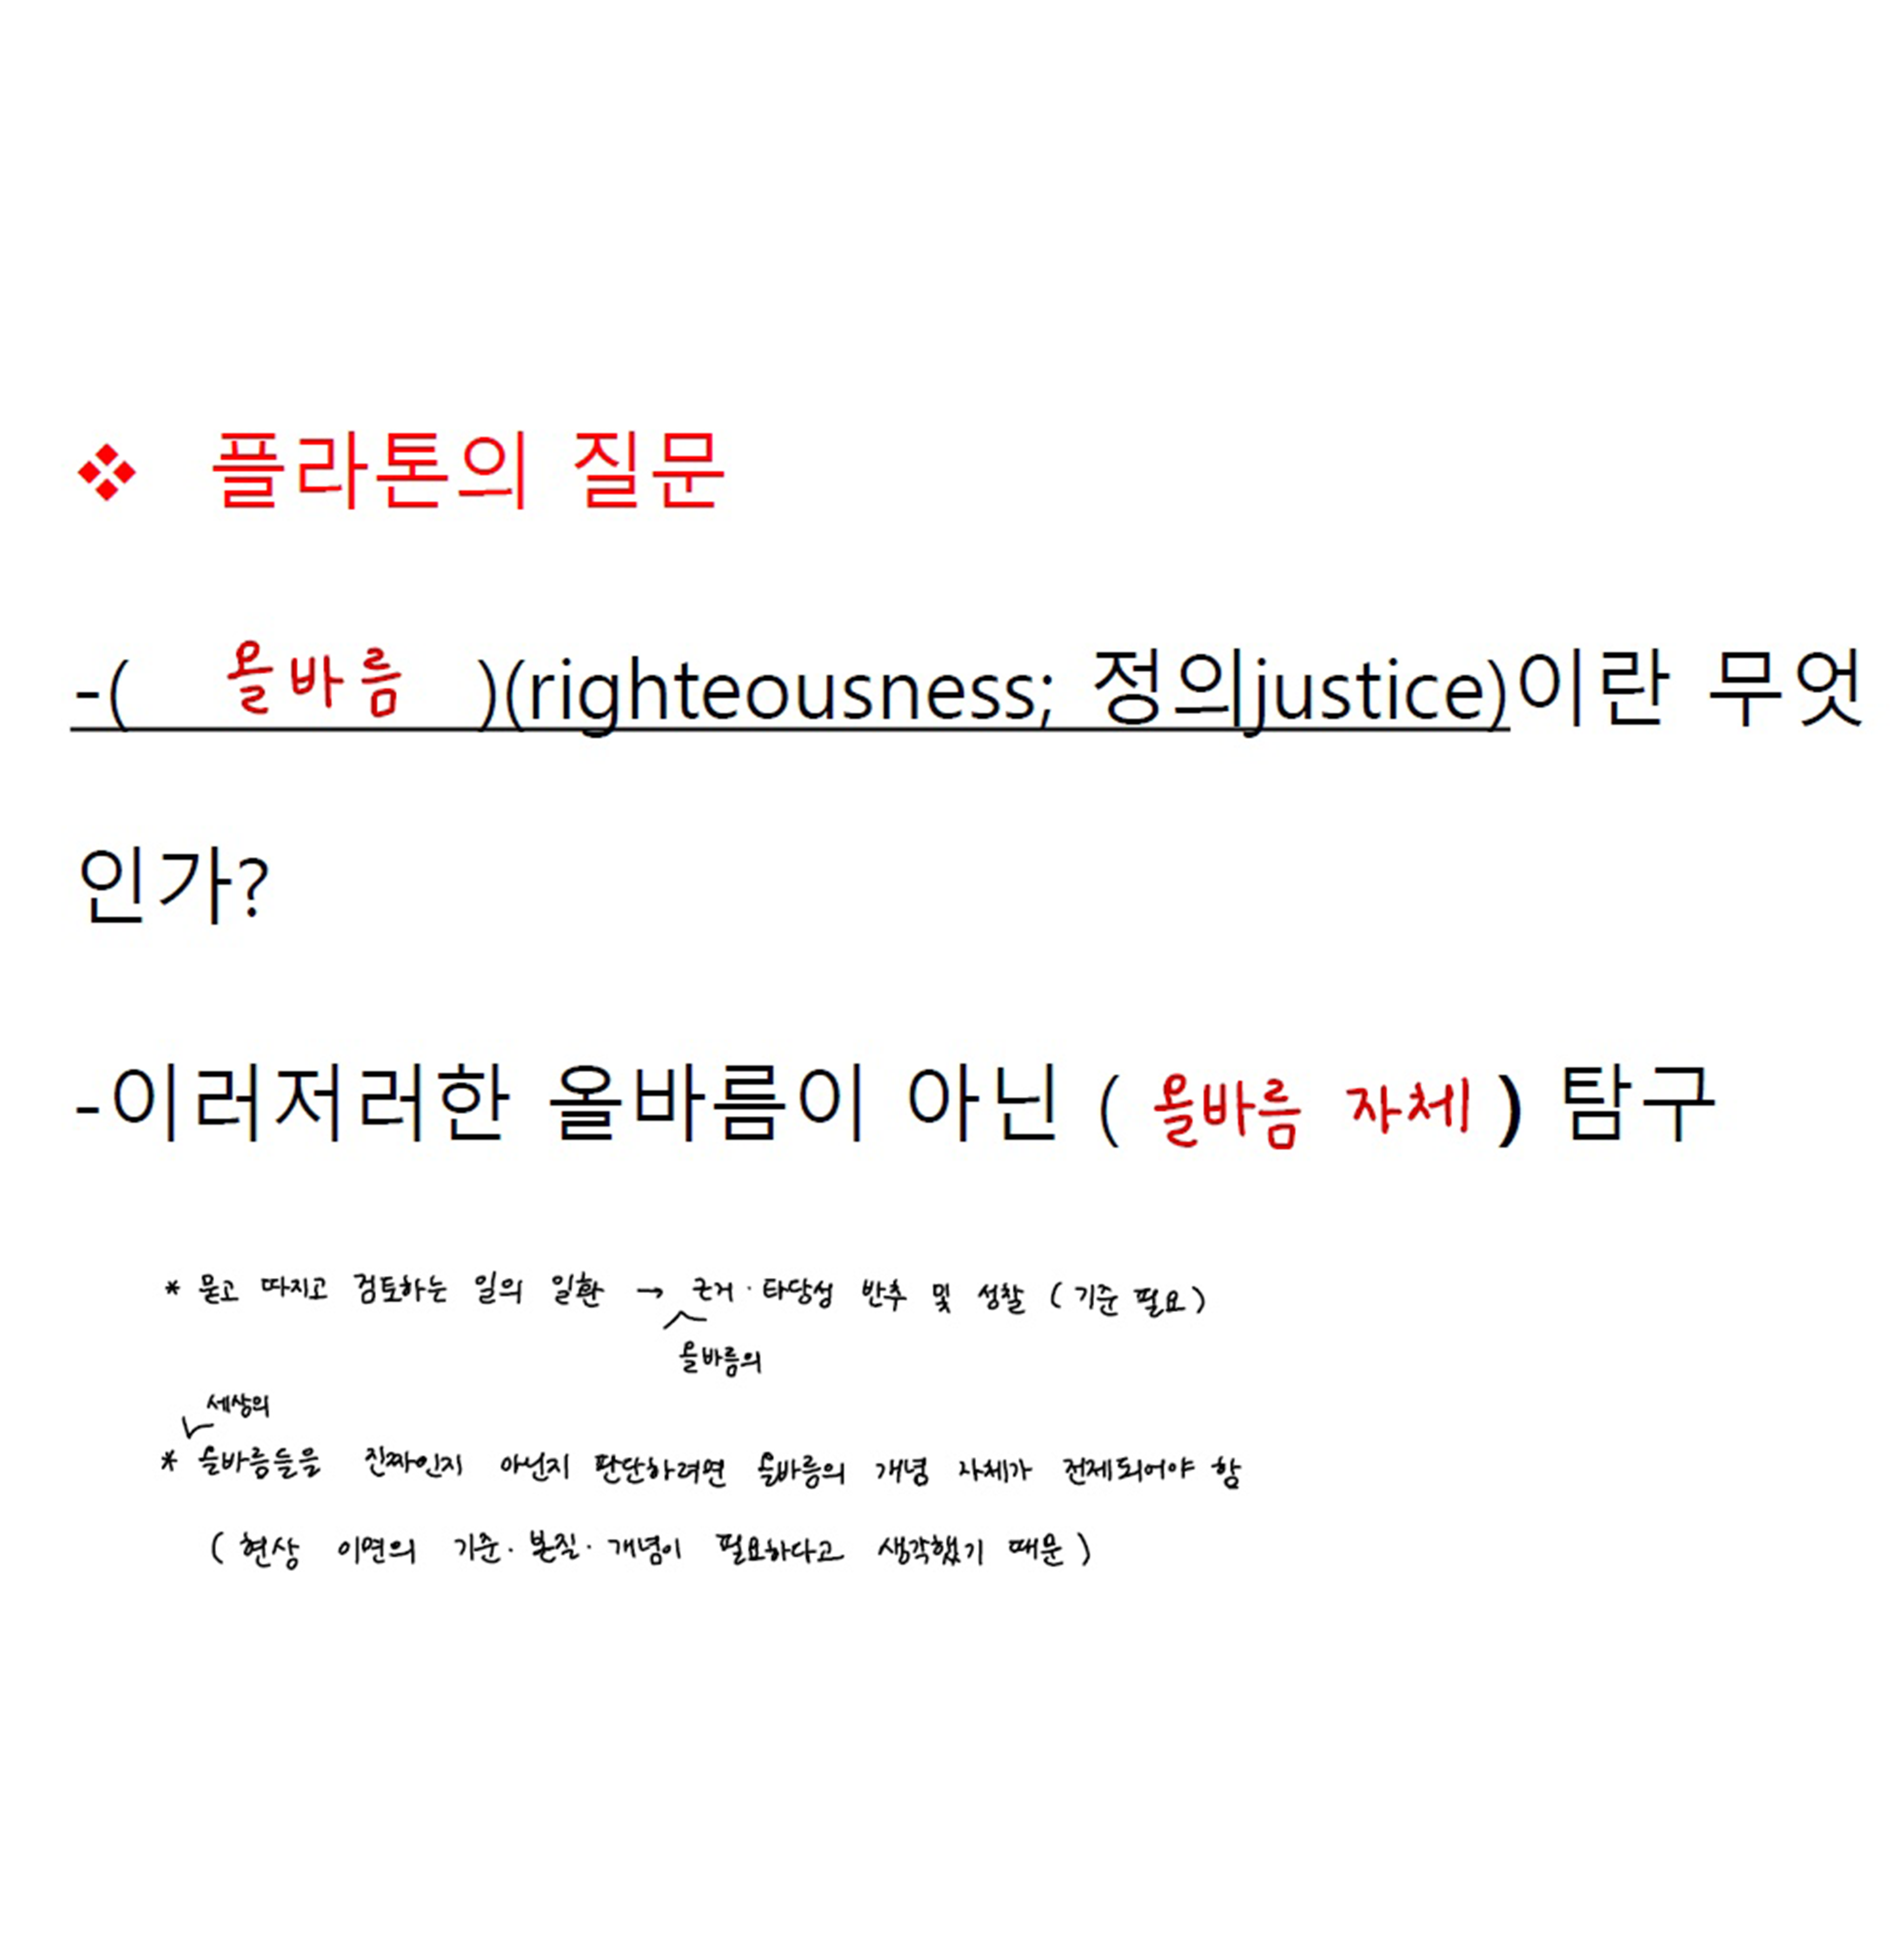 ❖ 플라톤의 질문
-( 올바름 )(righteousness; 정의justice)이란 무엇
인가?
-이러저러한 올바름이 아닌 ( 올바름 자체 ) 탐구
* 묻고 따지고 검토하는 일의 일환 → 근거·타당성 반추 및 성찰 (기준 필요)
올바름의
세상의
* 올바름들을 진짜인지 아닌지 판단하려면 올바름의 개념 자체가 전제되어야 함
( 현상 이면의 기준·본질·개념이 필요하다고 생각했기 때문 )